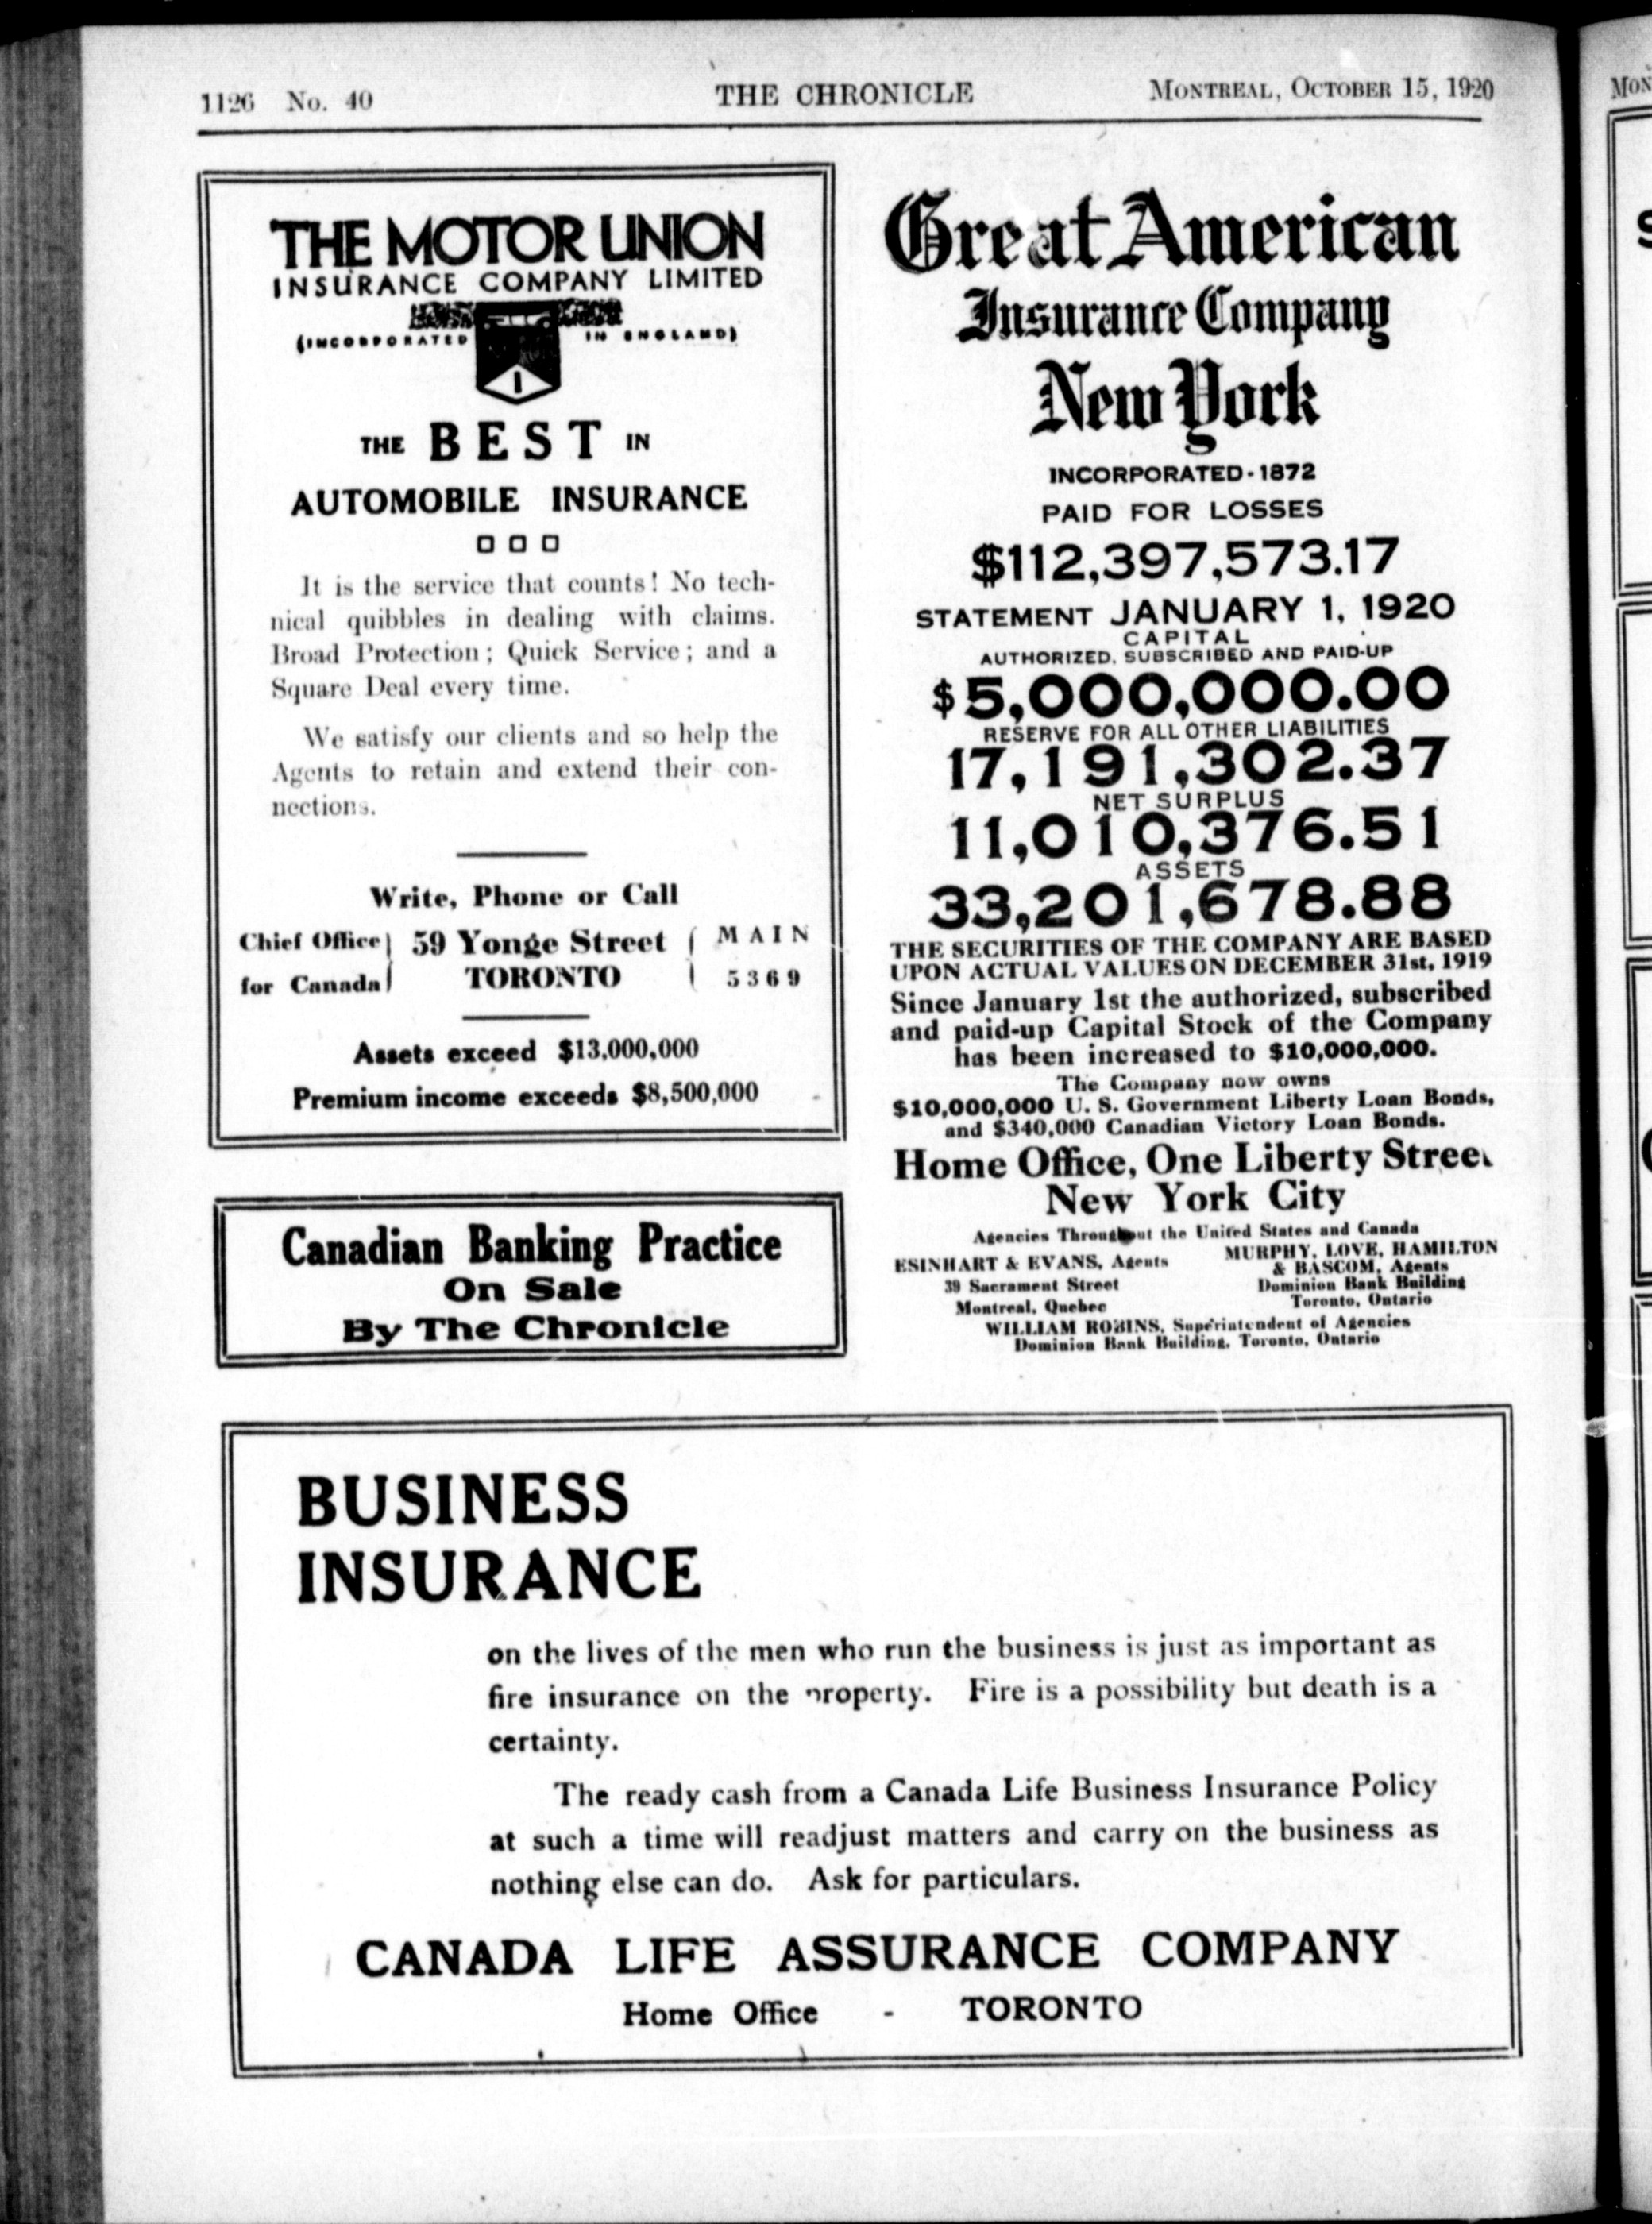 1126 No. 40 THE CHRONICLE MONTREAL, OCTOBER 15, 1920
THE MOTOR UNION
INSURANCE COMPANY LIMITED
(INCORPORATED IN ENGLAND)
THE BEST IN
AUTOMOBILE INSURANCE
It is the service that counts! No tech-
nical quibbles in dealing with claims.
Broad Protection; Quick Service; and a
Square Deal every time.
We satisfy our clients and so help the
Agents to retain and extend their con-
nections.
Write, Phone or Call
Chief Office 59 Yonge Street MAIN
for Canada TORONTO 5369
Assets exceed $13,000,000
Premium income exceeds $8,500,000
Canadian Banking Practice
On Sale
By The Chronicle
Great American
Insurance Company
New York
INCORPORATED-1872
PAID FOR LOSSES
$112,397,573.17
STATEMENT JANUARY 1, 1920
CAPITAL
AUTHORIZED, SUBSCRIBED AND PAID-UP
$5,000,000.00
RESERVE FOR ALL OTHER LIABILITIES
17,191,302.37
NET SURPLUS
11,010,376.51
ASSETS
33,201,678.88
THE SECURITIES OF THE COMPANY ARE BASED
UPON ACTUAL VALUES ON DECEMBER 31st, 1919
Since January 1st the authorized, subscribed
and paid-up Capital Stock of the Company
has been increased to $10,000,000.
The Company now owns
$10,000,000 U. S. Government Liberty Loan Bonds,
and $340,000 Canadian Victory Loan Bonds.
Home Office, One Liberty Street
New York City
Agencies Throughout the United States and Canada
ESINHART & EVANS, Agents
39 Sacrament Street
Montreal, Quebec
MURPHY, LOVE, HAMILTON
& BASCOM, Agents
Dominion Bank Building
Toronto, Ontario
WILLIAM ROBINS, Superintendent of Agencies
Dominion Bank Building, Toronto, Ontario
BUSINESS
INSURANCE
on the lives of the men who run the business is just as important as
fire insurance on the property. Fire is a possibility but death is a
certainty.
The ready cash from a Canada Life Business Insurance Policy
at such a time will readjust matters and carry on the business as
nothing else can do. Ask for particulars.
CANADA LIFE ASSURANCE COMPANY
Home Office - TORONTO